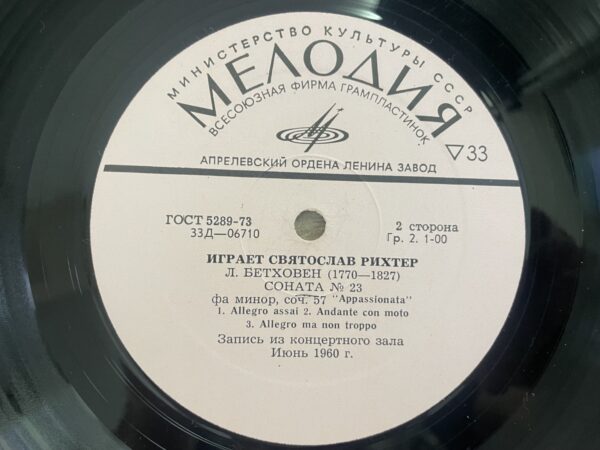 МИНИСТЕРСТВО КУЛЬТУРЫ СССР
МЕЛОДИЯ
ВСЕСОЮЗНАЯ ФИРМА ГРАМПЛАСТИНОК
▽33
АПРЕЛЕВСКИЙ ОРДЕНА ЛЕНИНА ЗАВОД
ГОСТ 5289-73
33Д—06710
2 сторона
Гр. 2. 1-00
ИГРАЕТ СВЯТОСЛАВ РИХТЕР
Л. БЕТХОВЕН (1770—1827)
СОНАТА № 23
фа минор, соч. 57 "Appassionata"
1. Allegro assai 2. Andante con moto
3. Allegro ma non troppo
Запись из концертного зала
Июнь 1960 г.